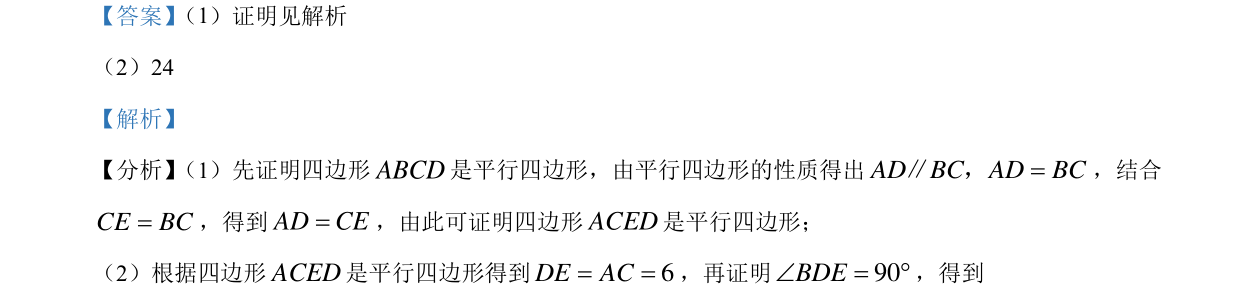 【答案】（1）证明见解析
（2）24
【解析】
【分析】（1）先证明四边形 ABCD 是平行四边形，由平行四边形的性质得出 AD∥BC，AD = BC ，结合
CE = BC ，得到 AD = CE ，由此可证明四边形 ACED 是平行四边形；
（2）根据四边形 ACED 是平行四边形得到 DE = AC = 6 ，再证明 ∠BDE = 90° ，得到